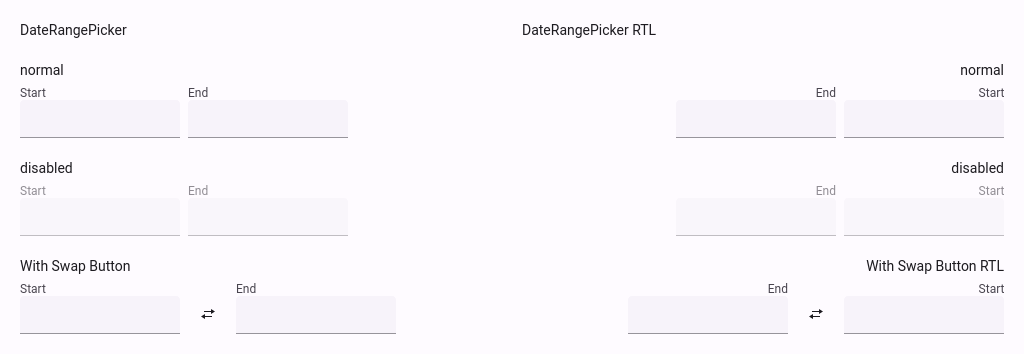 DateRangePicker
normal
Start End
disabled
Start End
With Swap Button
Start End
DateRangePicker RTL
normal
End Start
disabled
End Start
With Swap Button RTL
End Start